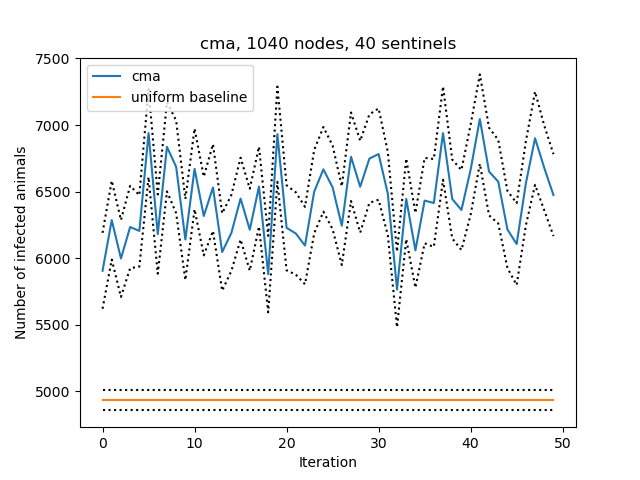 cma, 1040 nodes, 40 sentinels
cma
uniform baseline
Number of infected animals
7500
7000
6500
6000
5500
5000
0 10 20 30 40 50
Iteration